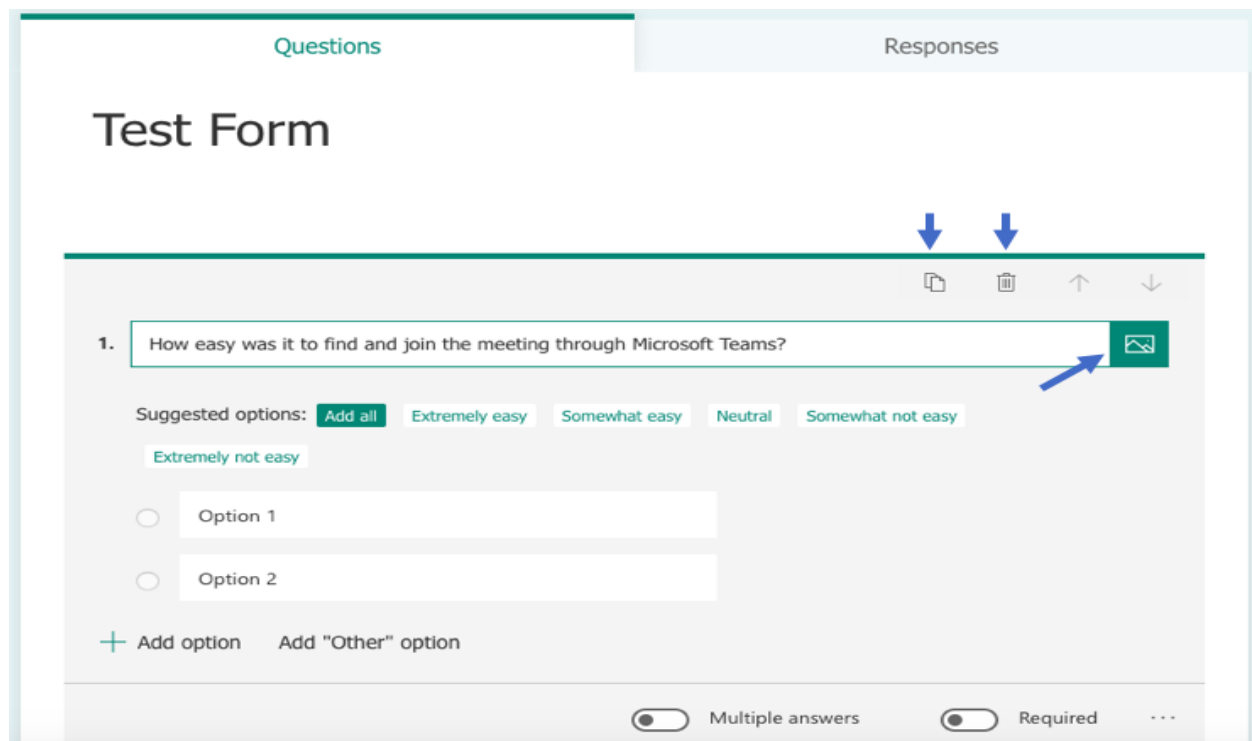 Questions Responses
Test Form
1. How easy was it to find and join the meeting through Microsoft Teams?
Suggested options: Add all Extremely easy Somewhat easy Neutral Somewhat not easy
Extremely not easy
Option 1
Option 2
Add option Add "Other" option
Multiple answers Required ...